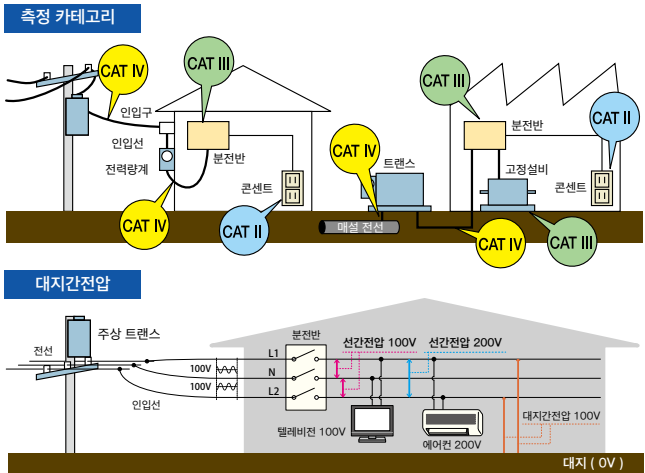 측정 카테고리
CAT IV
CAT III
인입구
인입선
전력량계
분전반
콘센트
CAT IV
CAT II
CAT IV
트랜스
매설 전선
CAT IV
CAT III
분전반
CAT II
고정설비
콘센트
CAT III
대지간전압
주상 트랜스
전선
인입선
100V
100V
분전반
L1
N
L2
선간전압 100V
선간전압 200V
텔레비전 100V
에어컨 200V
대지간전압 100V
대지 ( 0V )